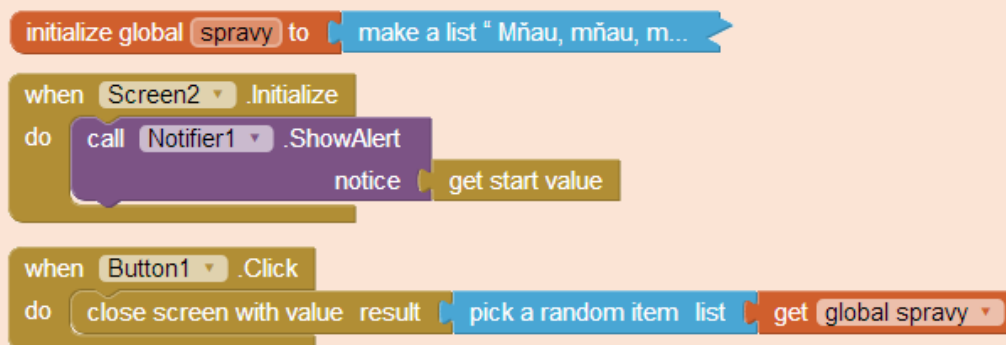 initialize global spravy to make a list “ Mňau, mňau, m...
when Screen2 .Initialize
do call Notifier1 .ShowAlert
notice get start value
when Button1 .Click
do close screen with value result pick a random item list get global spravy